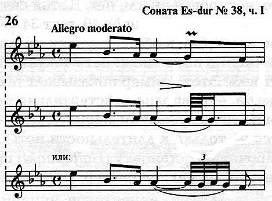 Соната Es-dur № 38, ч. I
26
Allegro moderato
или:
3